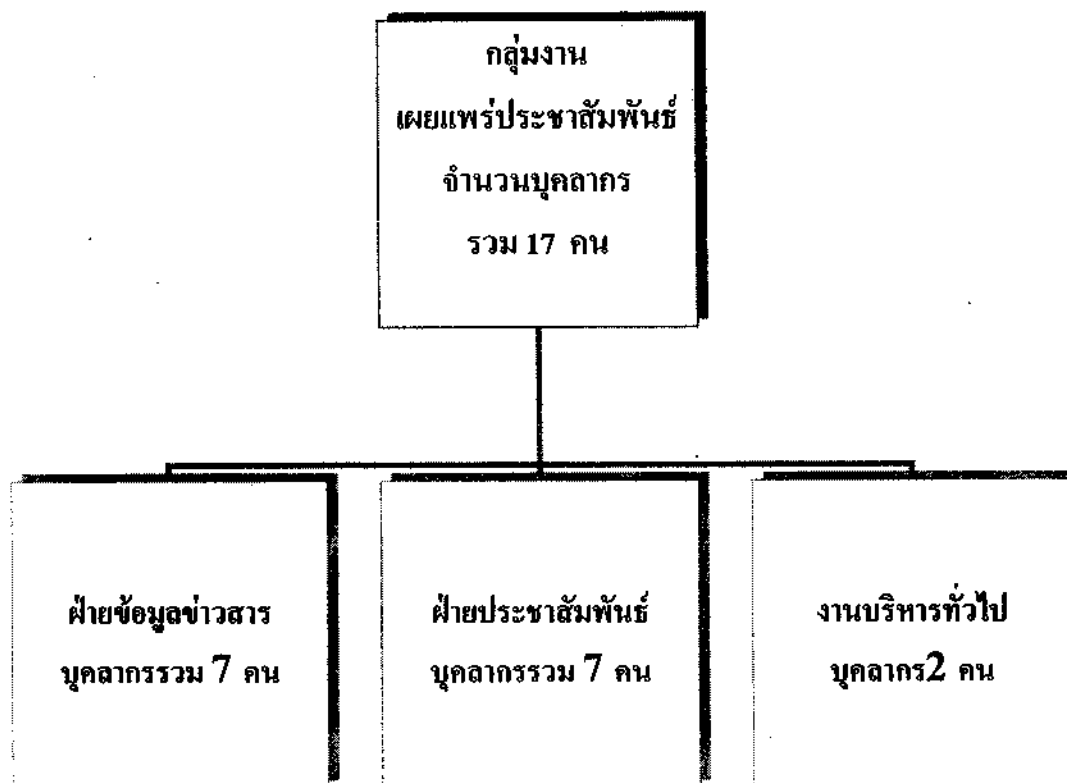 กลุ่มงาน
เผยแพร่ประชาสัมพันธ์
จำนวนบุคลากร
รวม 17 คน
ฝ่ายข้อมูลข่าวสาร
บุคลากรรวม 7 คน
ฝ่ายประชาสัมพันธ์
บุคลากรรวม 7 คน
งานบริหารทั่วไป
บุคลากร2 คน